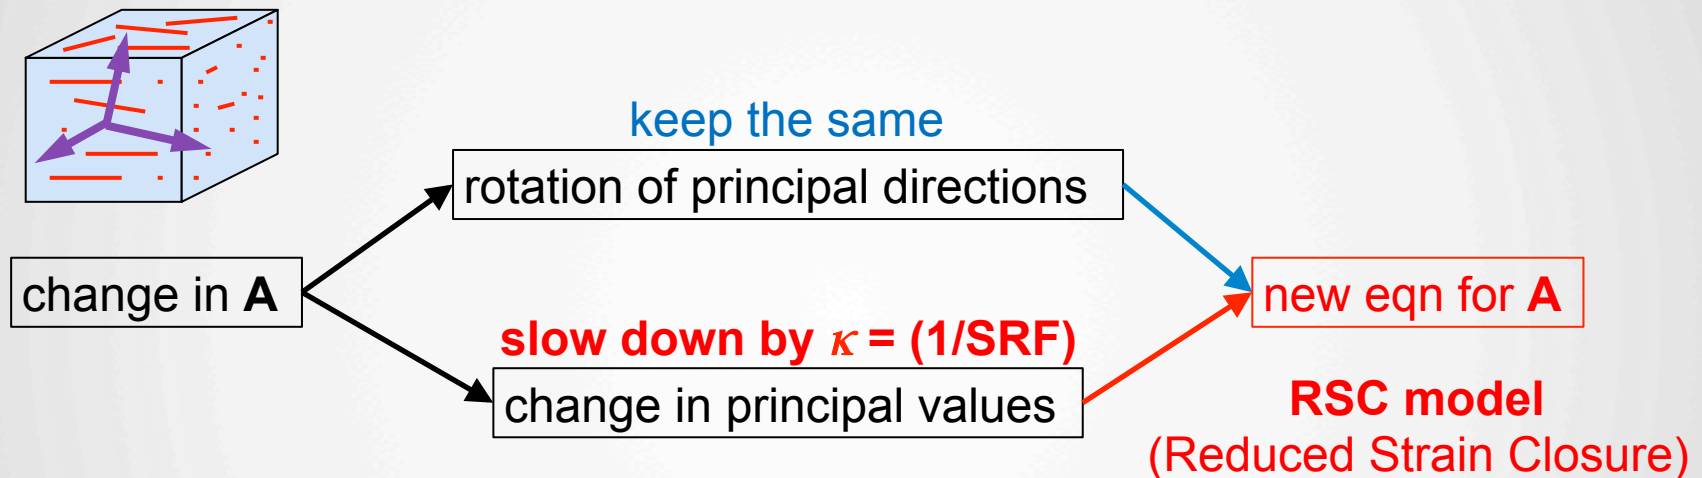 keep the same
rotation of principal directions
change in A
new eqn for A
slow down by κ = (1/SRF)
change in principal values
RSC model
(Reduced Strain Closure)